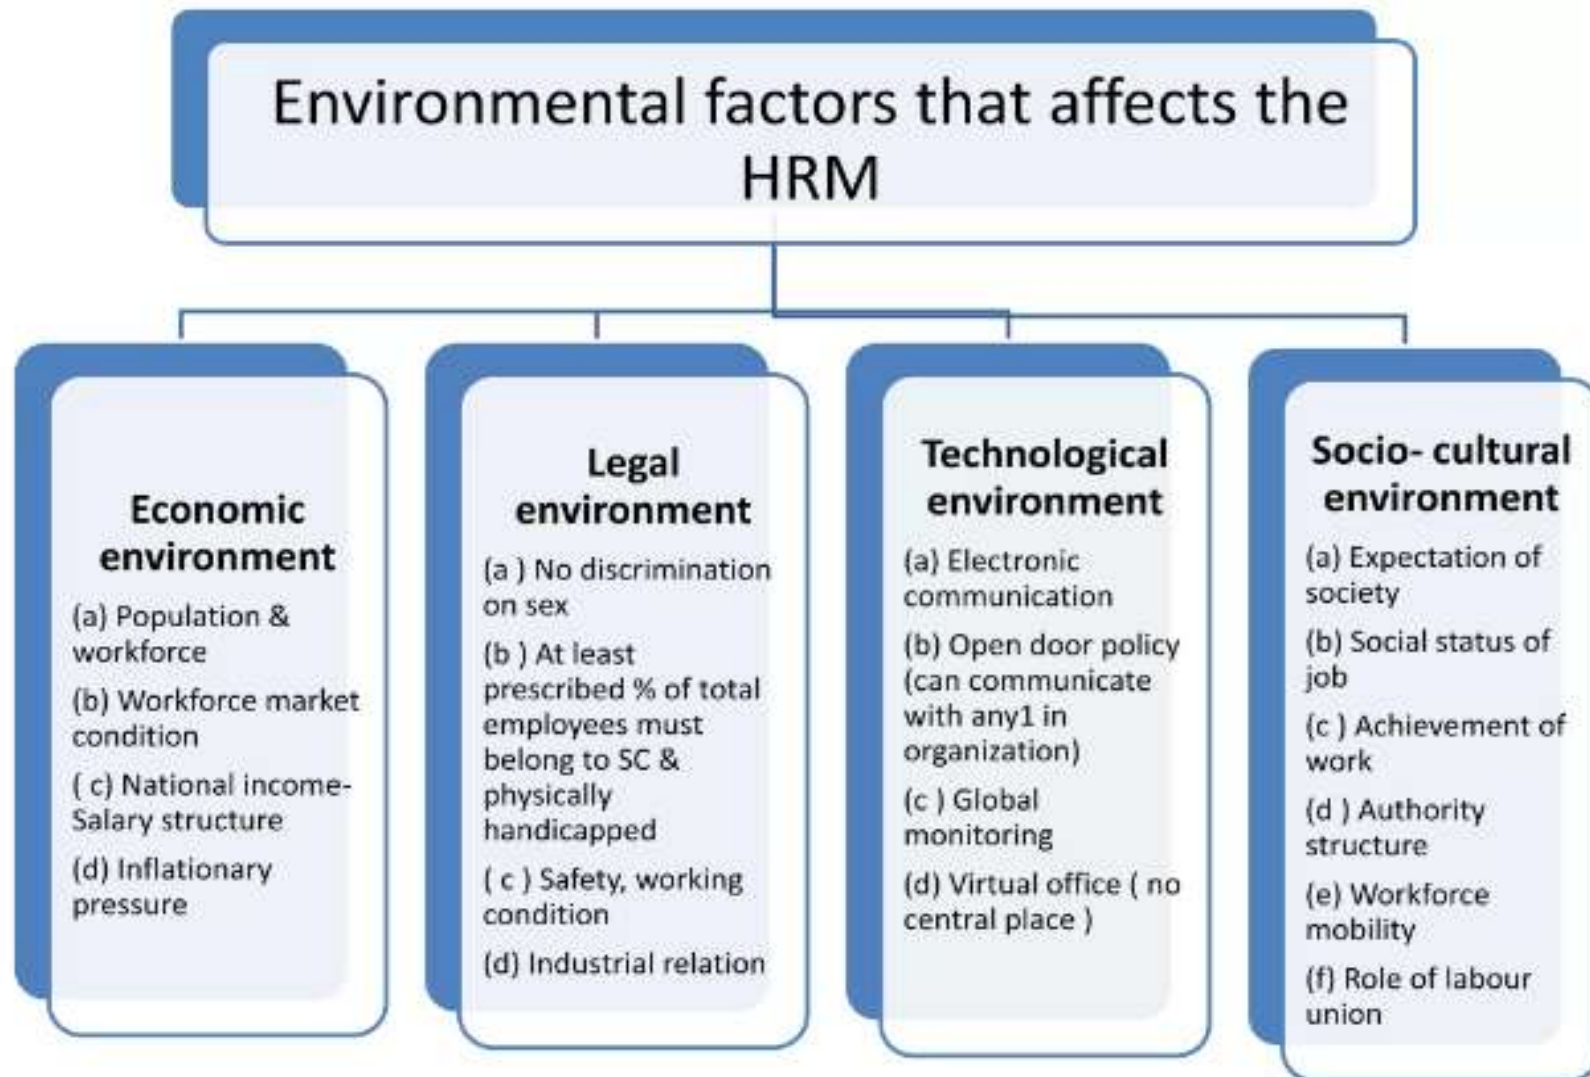 Environmental factors that affects the
HRM
Economic
environment
(a) Population &
workforce
(b) Workforce market
condition
( c) National income-
Salary structure
(d) Inflationary
pressure
Legal
environment
(a ) No discrimination
on sex
(b ) At least
prescribed % of total
employees must
belong to SC &
physically
handicapped
( c ) Safety, working
condition
(d) Industrial relation
Technological
environment
(a) Electronic
communication
(b) Open door policy
(can communicate
with any1 in
organization)
(c ) Global
monitoring
(d) Virtual office ( no
central place )
Socio- cultural
environment
(a) Expectation of
society
(b) Social status of
job
(c ) Achievement of
work
(d ) Authority
structure
(e) Workforce
mobility
(f) Role of labour
union